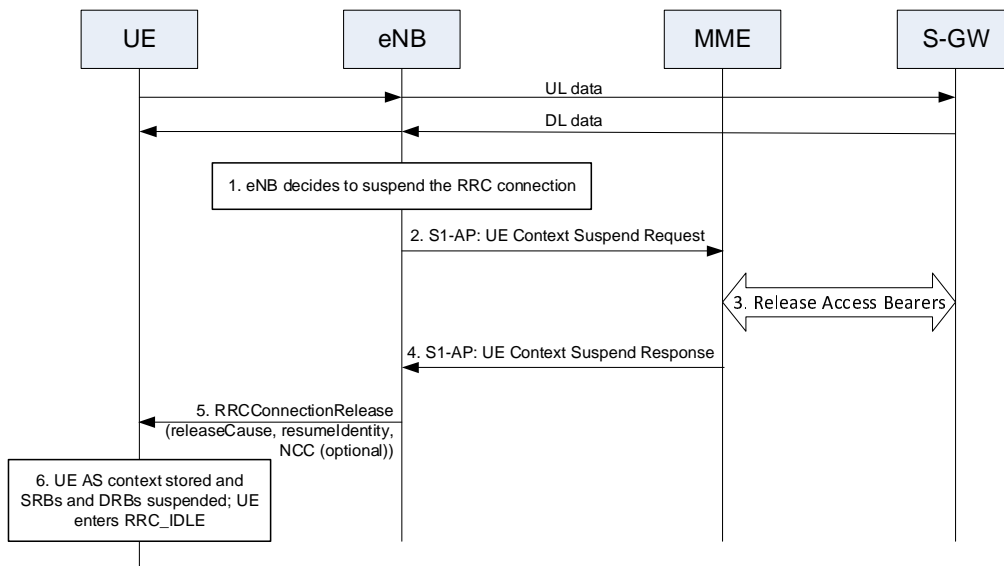 UE
eNB
MME
S-GW
UL data
DL data
1. eNB decides to suspend the RRC connection
2. S1-AP: UE Context Suspend Request
3. Release Access Bearers
4. S1-AP: UE Context Suspend Response
5. RRCConnectionRelease
(releaseCause, resumeIdentity,
NCC (optional))
6. UE AS context stored and
SRBs and DRBs suspended; UE
enters RRC_IDLE